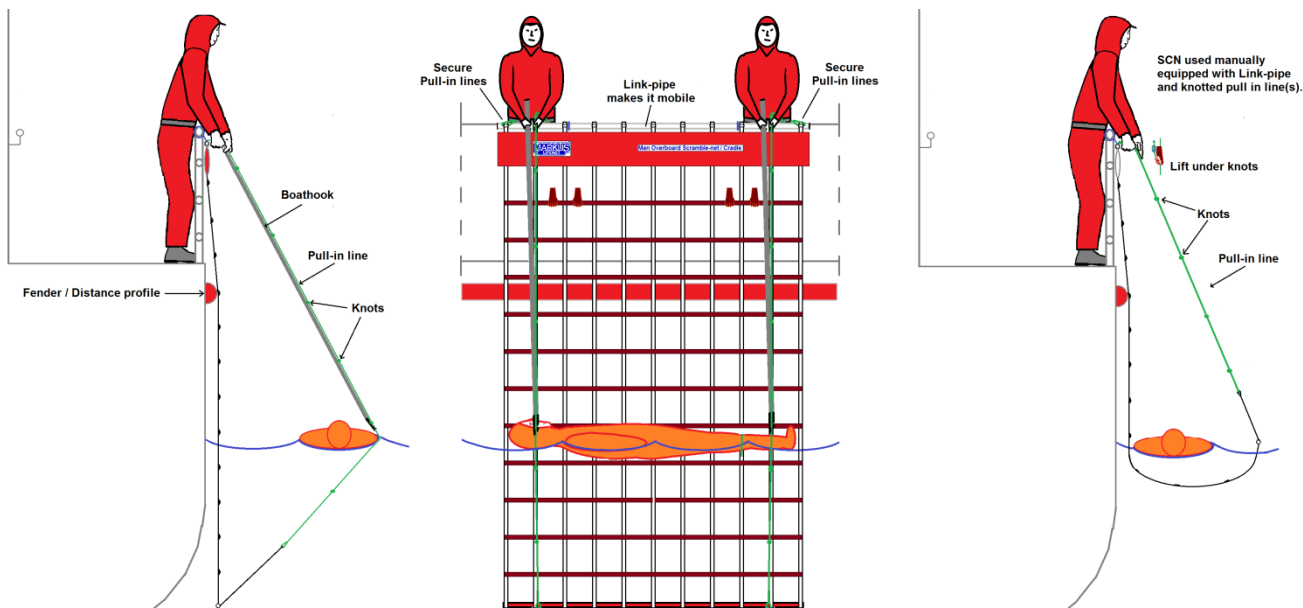 Secure
Pull-in lines
Link-pipe
makes it mobile
Secure
Pull-in lines
SCN used manually
equipped with Link-pipe
and knotted pull in line(s).
MARKUS
Man Overboard Scramble-net / Cradle
Lift under knots
Boathook
Knots
Pull-in line
Pull-in line
Fender / Distance profile
Knots